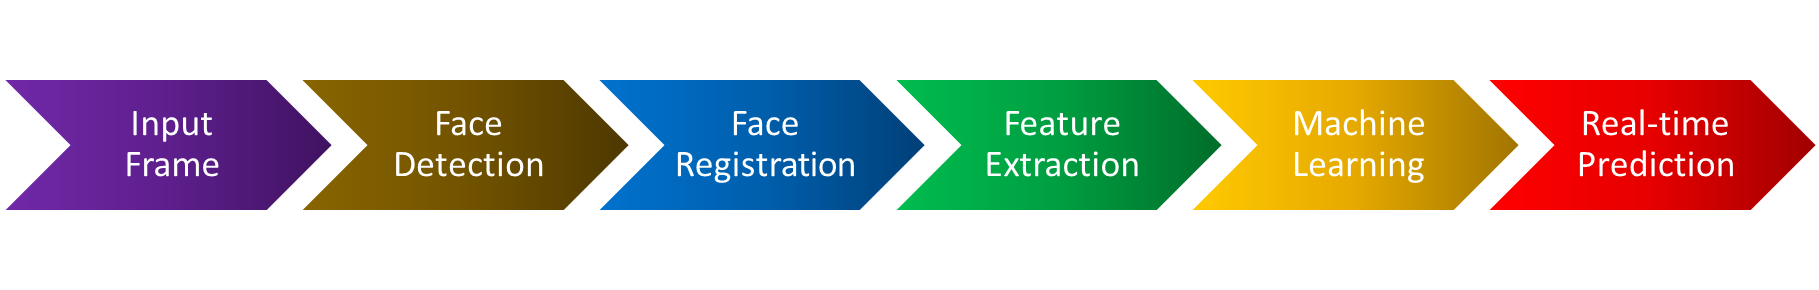 Input
Frame
Face
Detection
Face
Registration
Feature
Extraction
Machine
Learning
Real-time
Prediction